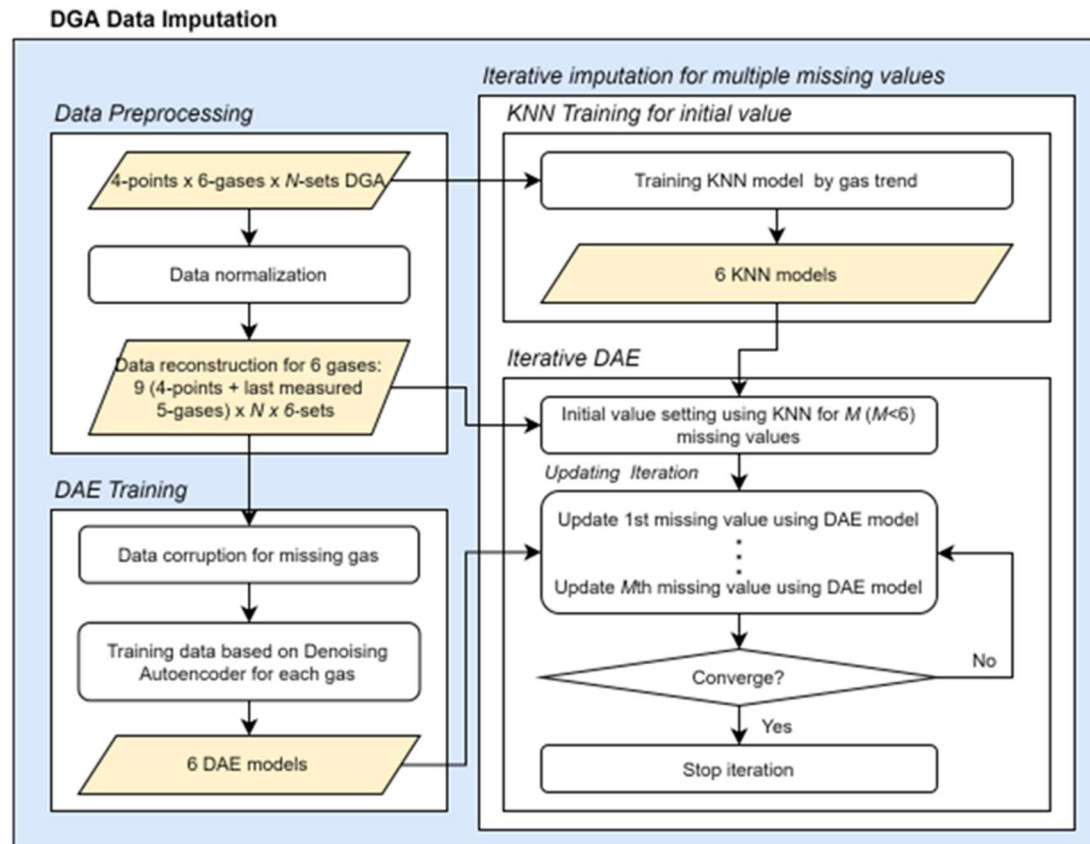 DGA Data Imputation
Data Preprocessing
4-points x 6-gases x N-sets DGA
Data normalization
Data reconstruction for 6 gases:
9 (4-points + last measured
5-gases) x N x 6-sets
DAE Training
Data corruption for missing gas
Training data based on Denoising
Autoencoder for each gas
6 DAE models
Iterative imputation for multiple missing values
KNN Training for initial value
Training KNN model by gas trend
6 KNN models
Iterative DAE
Initial value setting using KNN for M (M<6)
missing values
Updating Iteration
Update 1st missing value using DAE model
Update Mth missing value using DAE model
Converge?
No
Yes
Stop iteration